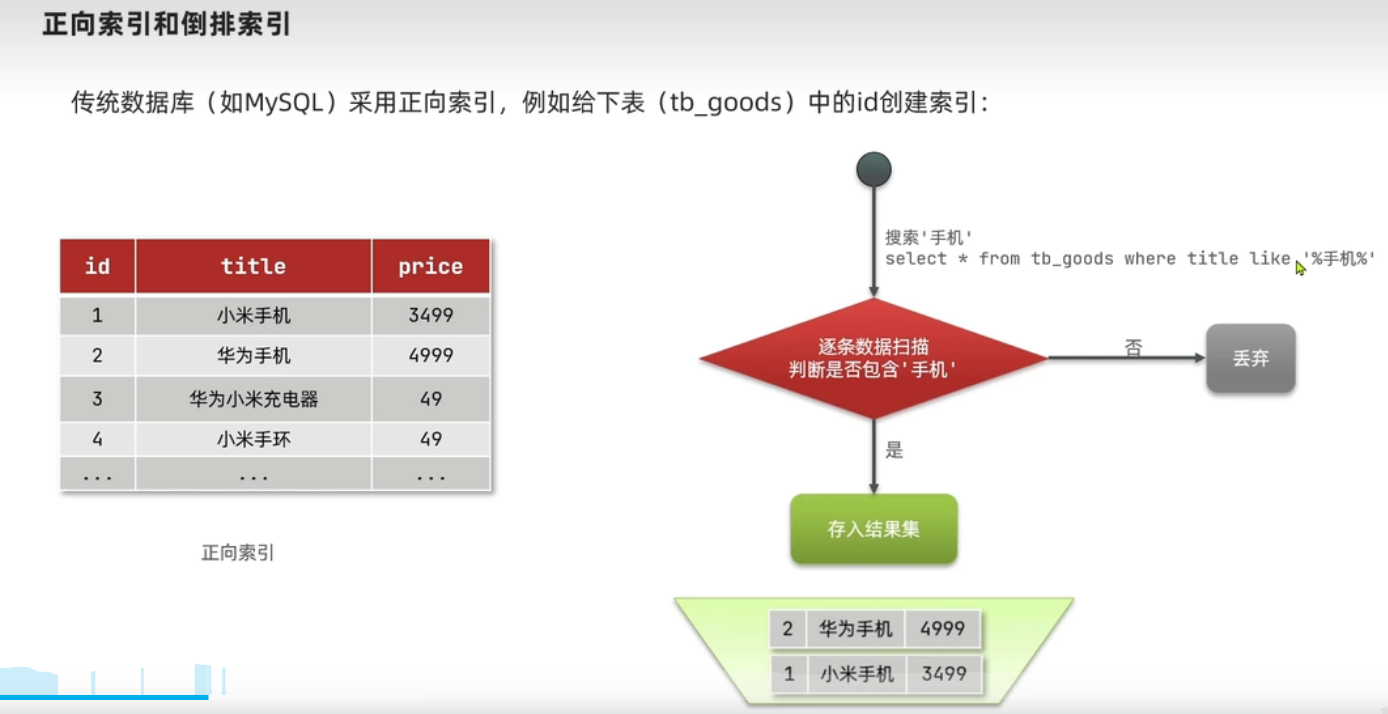 正向索引和倒排索引
传统数据库（如MySQL）采用正向索引，例如给下表（tb_goods）中的id创建索引：
id title price
1 小米手机 3499
2 华为手机 4999
3 华为小米充电器 49
4 小米手环 49
... ... ...
正向索引
搜索'手机'
select * from tb_goods where title like '%手机%'
逐条数据扫描
判断是否包含'手机'
否
丢弃
是
存入结果集
2 华为手机 4999
1 小米手机 3499